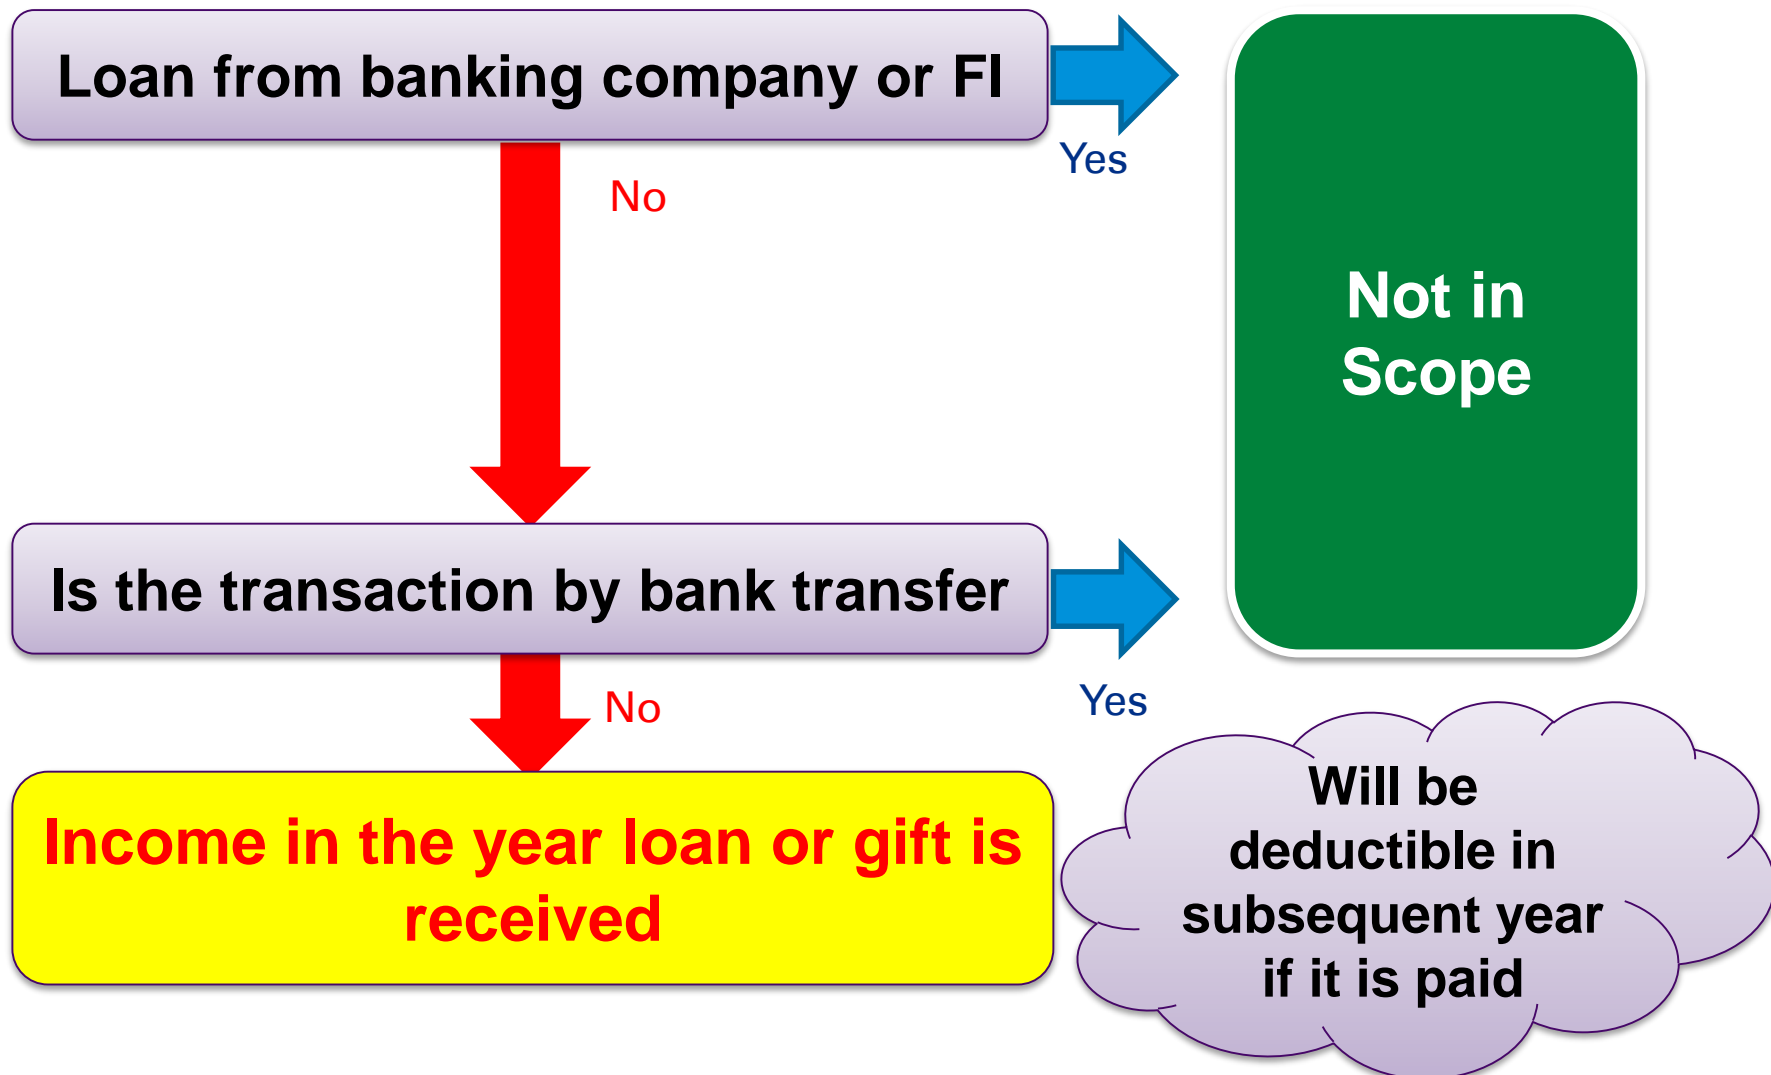 Loan from banking company or FI
Yes
No
Not in
Scope
Is the transaction by bank transfer
Yes
No
Income in the year loan or gift is
received
Will be
deductible in
subsequent year
if it is paid